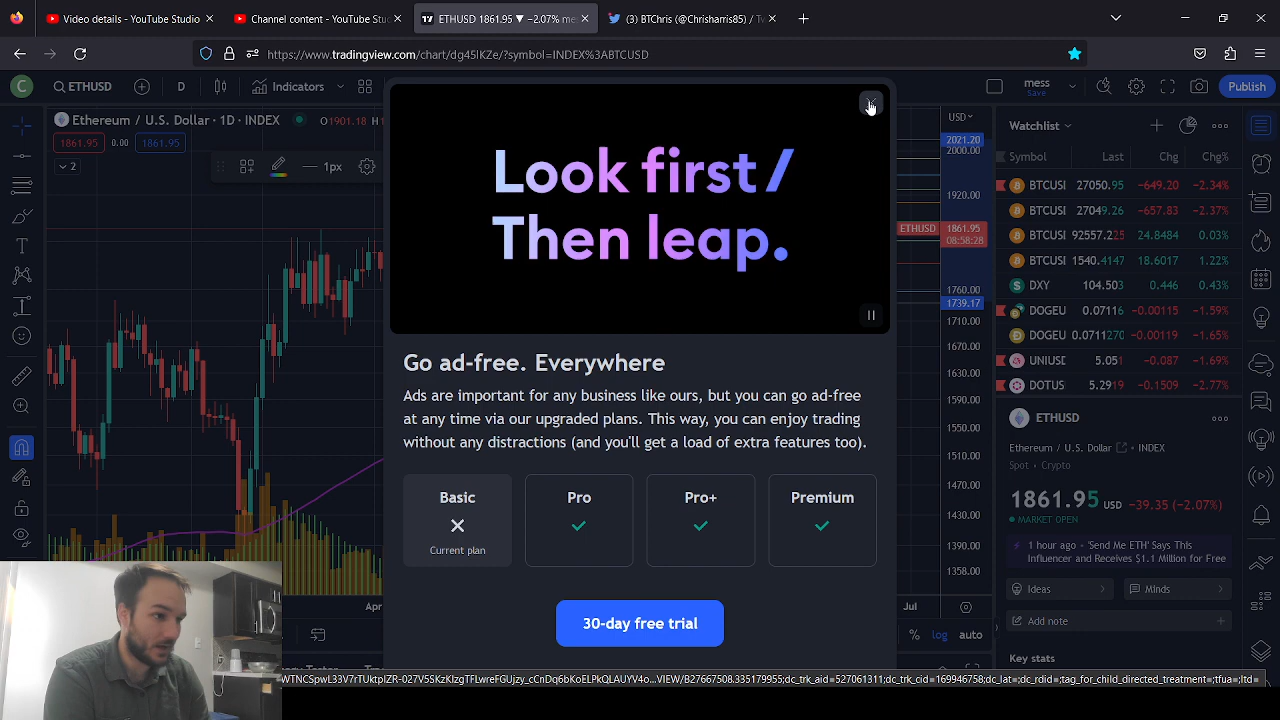 Video details - YouTube Studio
Channel content - YouTube Stu
ETHUSD 1861.95 ▼ −2.07% me
(3) BTChris (@Chrisharris85) / Tw
https://www.tradingview.com/chart/dg45lKZe/?symbol=INDEX%3ABTCUSD
C
ETHUSD
D
Indicators
mess
Save
Publish
Ethereum / U.S. Dollar · 1D · INDEX
O1901.18 H
1861.95
0.00
1861.95
2
1px
USD
2021.20
2000.00
1920.00
ETHUSD
1861.95
08:58:28
1760.00
1739.17
1710.00
1670.00
1630.00
1590.00
1550.00
1510.00
1470.00
1430.00
1390.00
1358.00
Look first/
Then leap.
Go ad-free. Everywhere
Ads are important for any business like ours, but you can go ad-free
at any time via our upgraded plans. This way, you can enjoy trading
without any distractions (and you'll get a load of extra features too).
Basic
Current plan
Pro
Pro+
Premium
30-day free trial
Watchlist
Symbol Last Chg Chg%
BTCUSI 27050.95 −649.20 −2.34%
BTCUSI 27049.26 −657.83 −2.37%
BTCUSI 92557.225 24.8484 0.03%
BTCUSI 1540.4147 18.6017 1.22%
DXY 104.503 0.446 0.43%
DOGEU 0.07116 −0.00115 −1.59%
DOGEU 0.0711270 −0.00119 −1.65%
UNIUSE 5.051 −0.087 −1.69%
DOTUS 5.2919 −0.1509 −2.77%
ETHUSD
Ethereum / U.S. Dollar · INDEX
Spot · Crypto
1861.95 USD −39.35 (−2.07%)
MARKET OPEN
1 hour ago · 'Send Me ETH' Says This
Influencer and Receives $1.1 Million for Free
Ideas
Minds
Add note
Key stats
Apr
Jul
% log auto